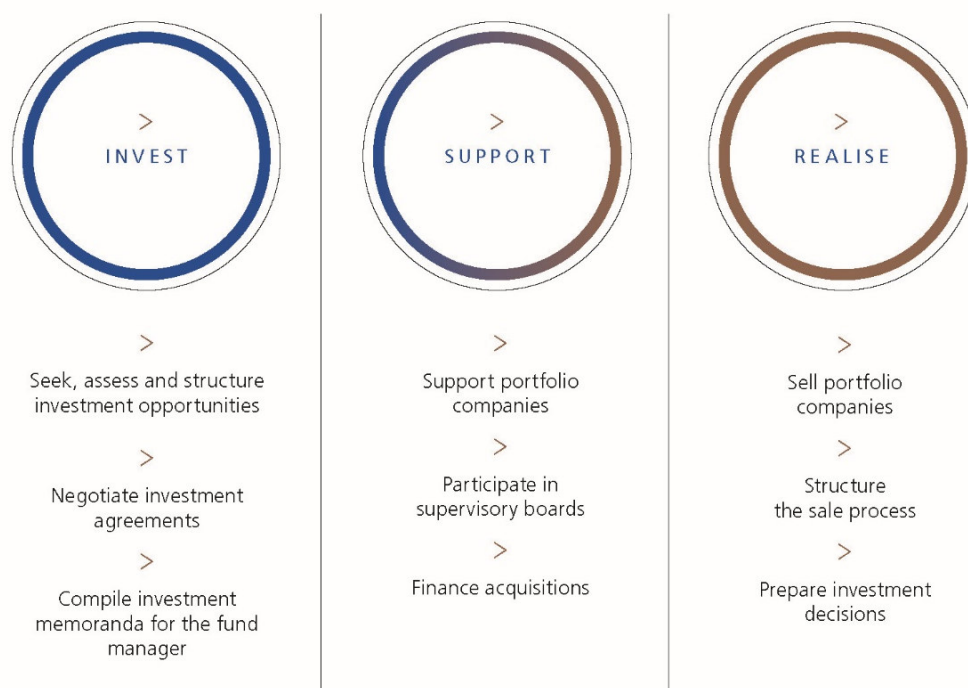 >
INVEST
>
Seek, assess and structure
investment opportunities
>
Negotiate investment
agreements
>
Compile investment
memoranda for the fund
manager
>
SUPPORT
>
Support portfolio
companies
>
Participate in
supervisory boards
>
Finance acquisitions
>
REALISE
>
Sell portfolio
companies
>
Structure
the sale process
>
Prepare investment
decisions